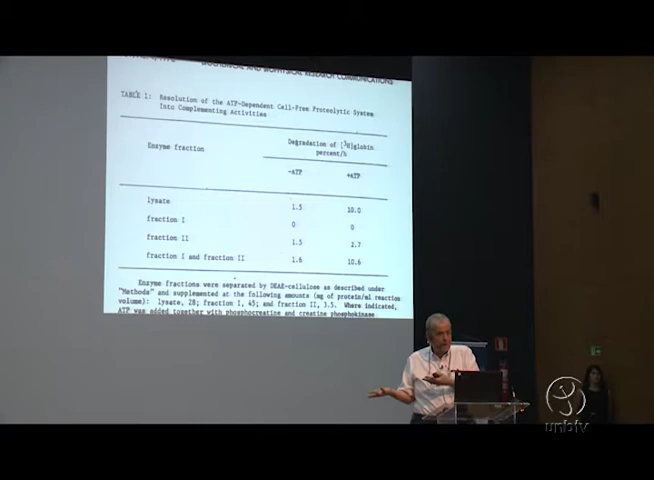 BIOCHEMICAL AND BIOPHYSICAL RESEARCH COMMUNICATIONS
TABLE 1: Resolution of the ATP-Dependent Cell-Free Proteolytic System
Into Complementing Activities
Enzyme fraction
Degradation of [3H]globin
percent/h
-ATP +ATP
lysate 1.5 10.0
fraction I 0 0
fraction II 1.5 2.7
fraction I and fraction II 1.6 10.6
Enzyme fractions were separated by DEAE-cellulose as described under
"Methods" and supplemented at the following amounts (mg of protein/ml reaction
volume): lysate, 28; fraction I, 45; and fraction II, 3.5. Where indicated,
ATP was added together with phosphocreatine and creatine phosphokinase
unbtv